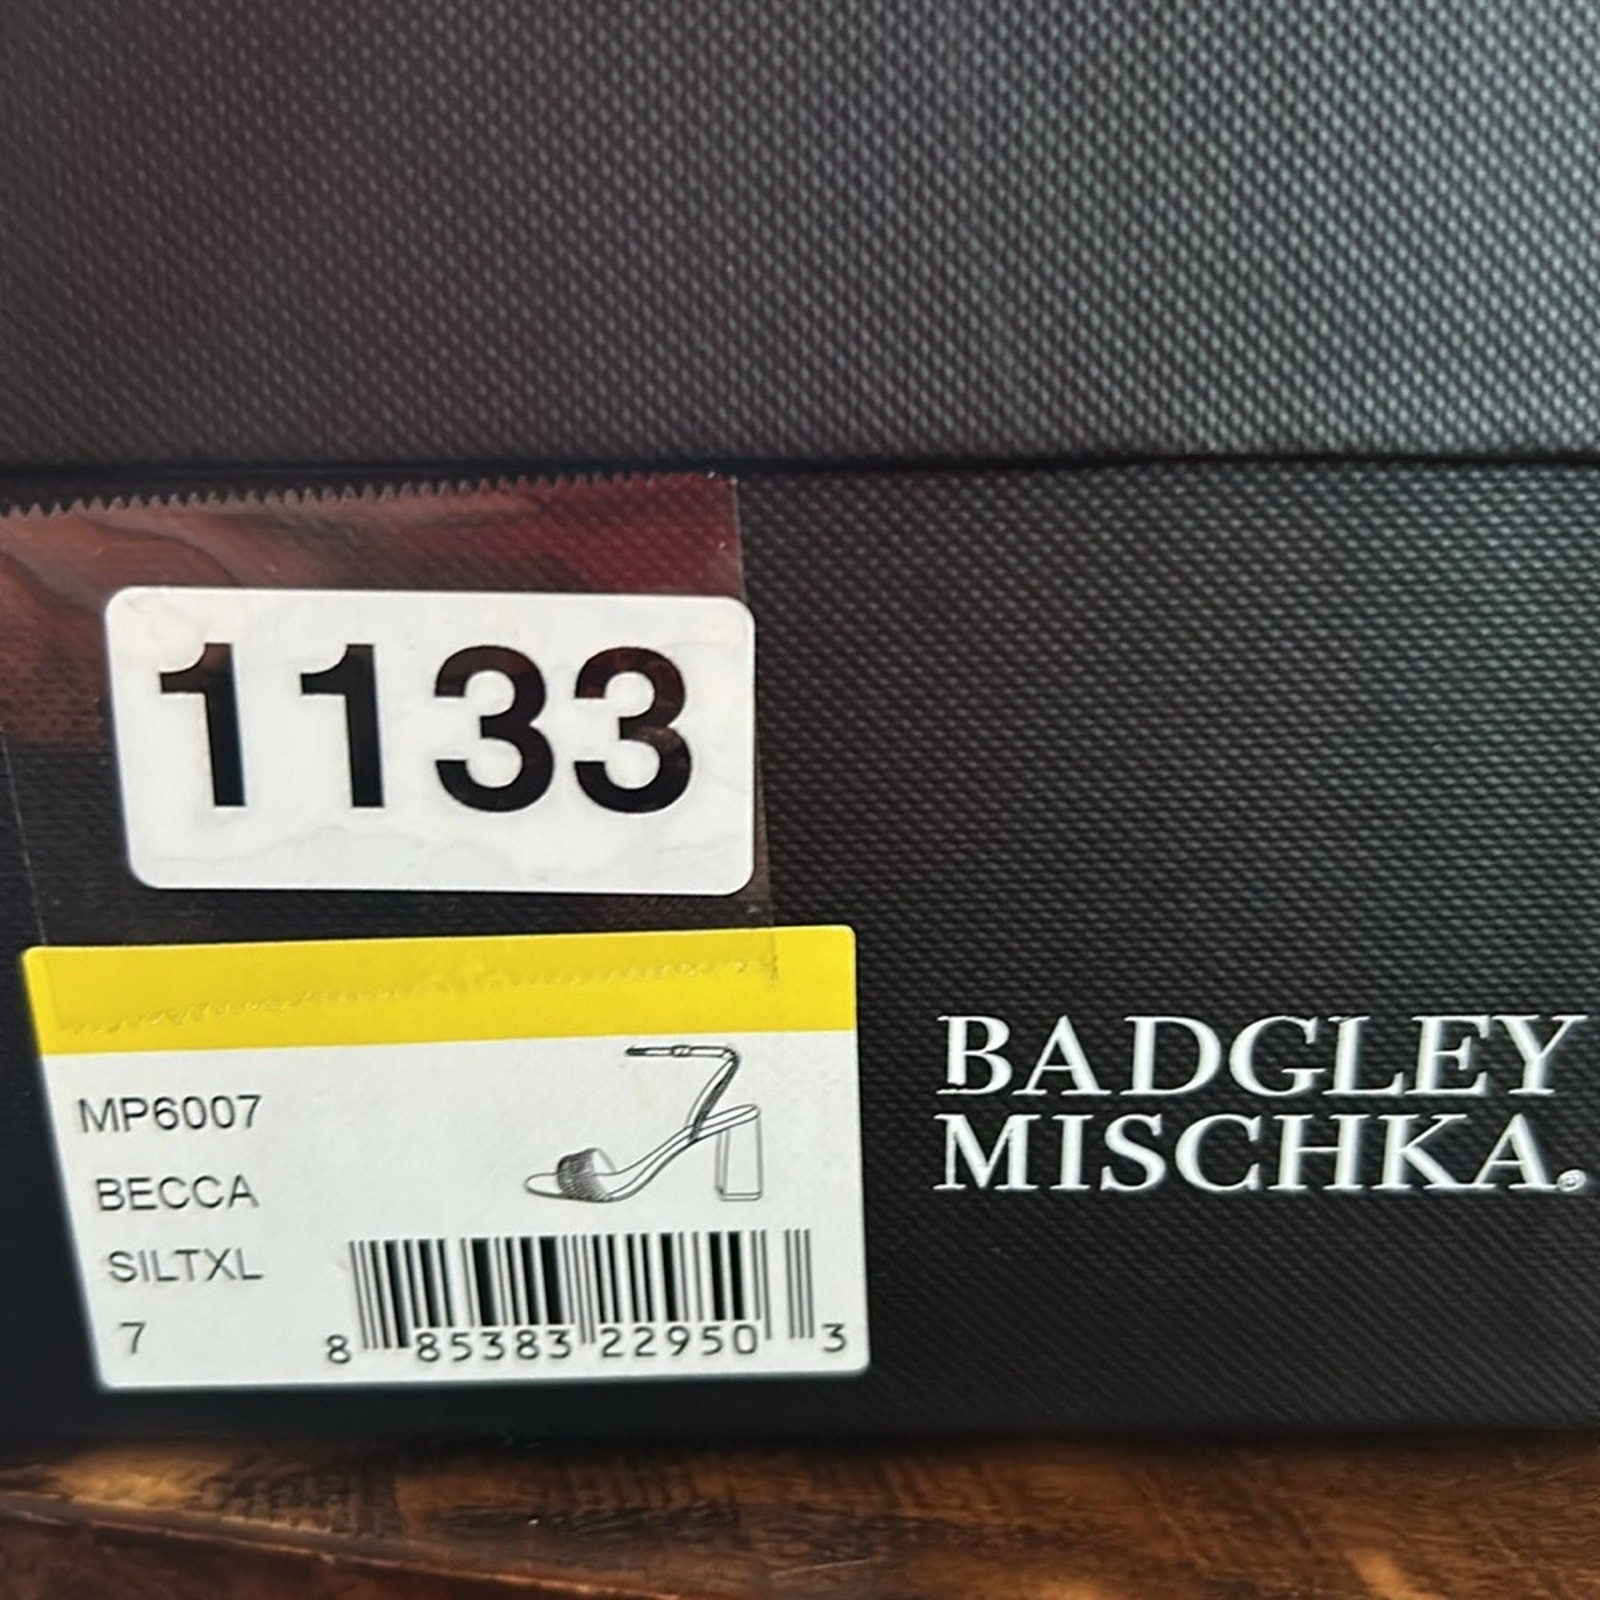 1133
MP6007
BECCA
SILTXL
7
8 85383 22950 3
BADGLEY
MISCHKA®